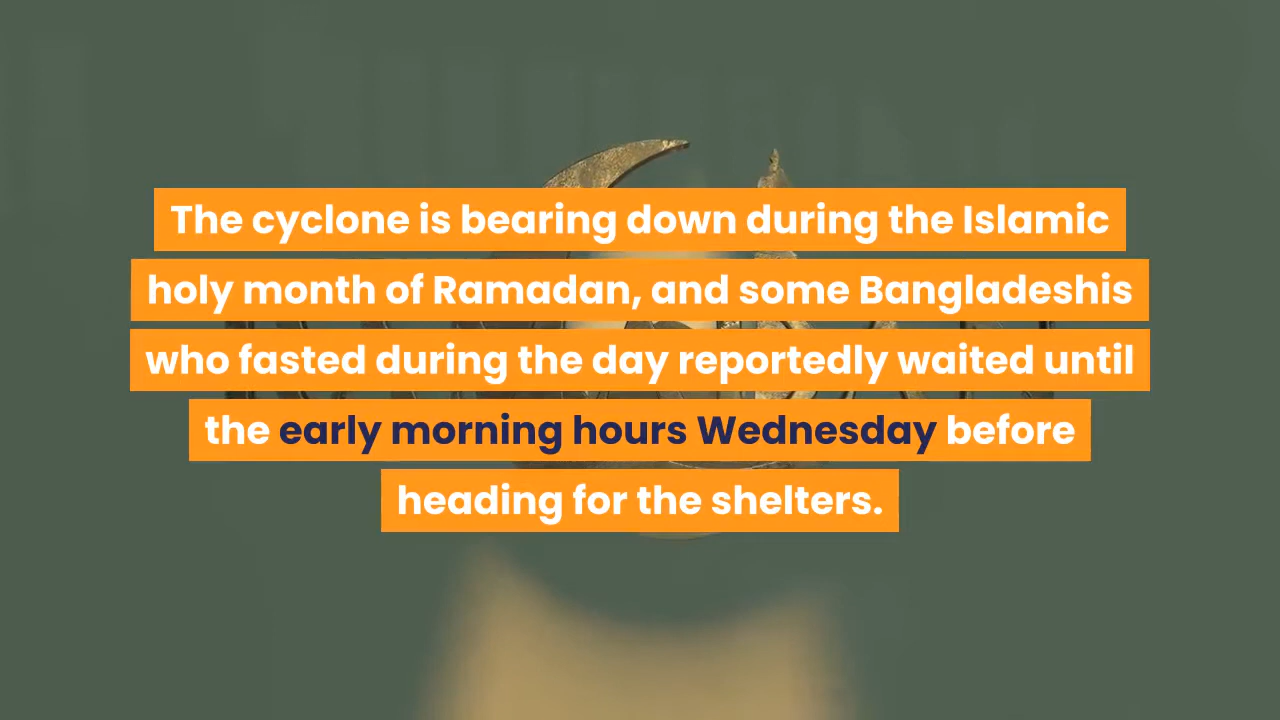 The cyclone is bearing down during the Islamic
holy month of Ramadan, and some Bangladeshis
who fasted during the day reportedly waited until
the early morning hours Wednesday before
heading for the shelters.